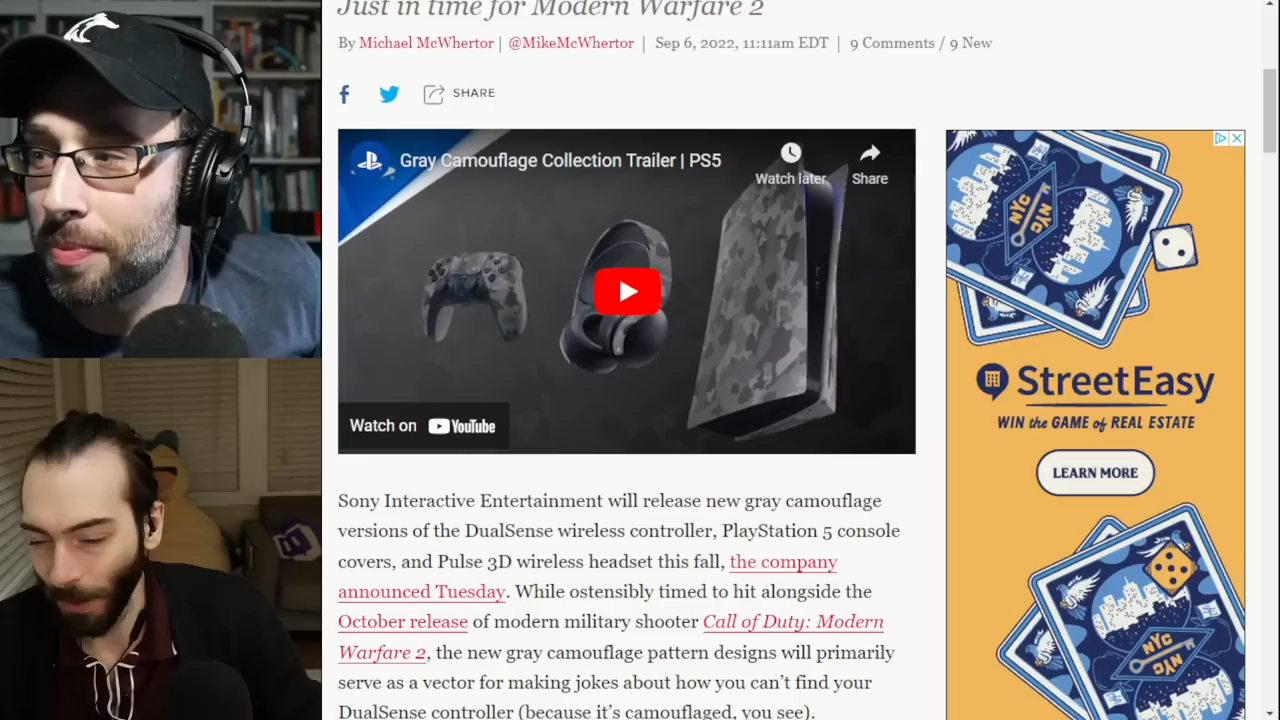 Just in time for Modern Warfare 2
By Michael McWhertor | @MikeMcWhertor | Sep 6, 2022, 11:11am EDT | 9 Comments / 9 New
SHARE
Gray Camouflage Collection Trailer | PS5
Watch later
Share
Watch on YouTube
Sony Interactive Entertainment will release new gray camouflage
versions of the DualSense wireless controller, PlayStation 5 console
covers, and Pulse 3D wireless headset this fall, the company
announced Tuesday. While ostensibly timed to hit alongside the
October release of modern military shooter Call of Duty: Modern
Warfare 2, the new gray camouflage pattern designs will primarily
serve as a vector for making jokes about how you can't find your
DualSense controller (because it's camouflaged, you see).
NYC
NYC
StreetEasy
WIN the GAME of REAL ESTATE
LEARN MORE
NYC
NYC